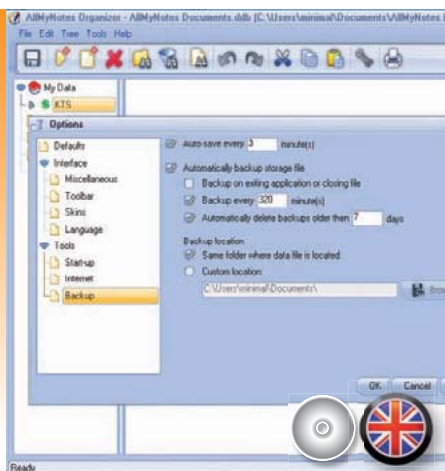 AllMyNotes Organizer - AllMyNotes Documents.ddb [C:\Users\minimal\Documents\AllMyNotes
File Edit Tree Tools Help
My Data
KTS
Options
Defaults
Interface
Miscellaneous
Toolbar
Skins
Language
Tools
Start-up
Internet
Backup
Auto-save every 3 minute(s)
Automatically backup storage file
Backup on exiting application or closing file
Backup every 320 minute(s)
Automatically delete backups older then 7 days
Backup location
Same folder where data file is located
Custom location:
C:\Users\minimal\Documents\
OK Cancel
Ready